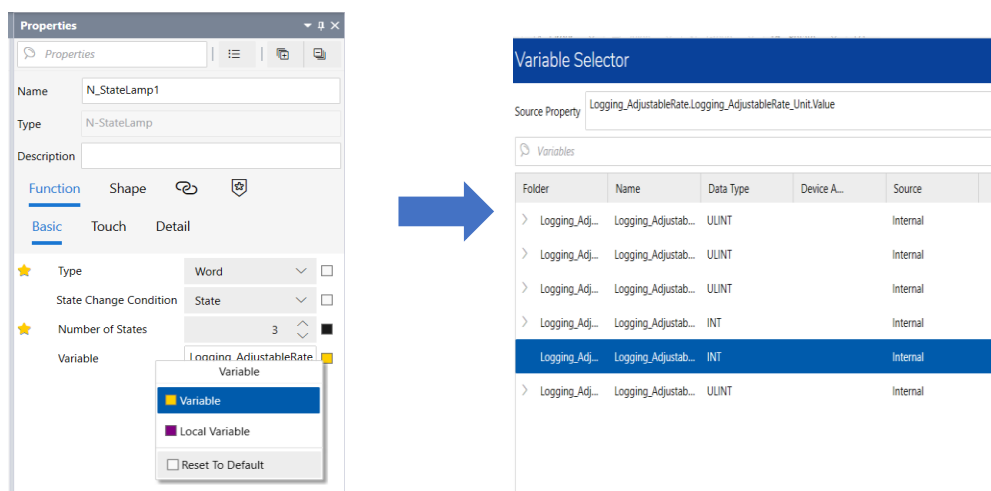 Properties
Properties
Name
N_StateLamp1
Type
N-StateLamp
Description
Function Shape
Basic Touch Detail
Type Word
State Change Condition State
Number of States 3
Variable Logging_AdjustableRate
Variable
Variable
Local Variable
Reset To Default
Variable Selector
Source Property Logging_AdjustableRate.Logging_AdjustableRate_Unit.Value
Variables
Folder Name Data Type Device A... Source
Logging_Adj... Logging_Adjustab... ULINT Internal
Logging_Adj... Logging_Adjustab... ULINT Internal
Logging_Adj... Logging_Adjustab... ULINT Internal
Logging_Adj... Logging_Adjustab... INT Internal
Logging_Adj... Logging_Adjustab... INT Internal
Logging_Adj... Logging_Adjustab... ULINT Internal